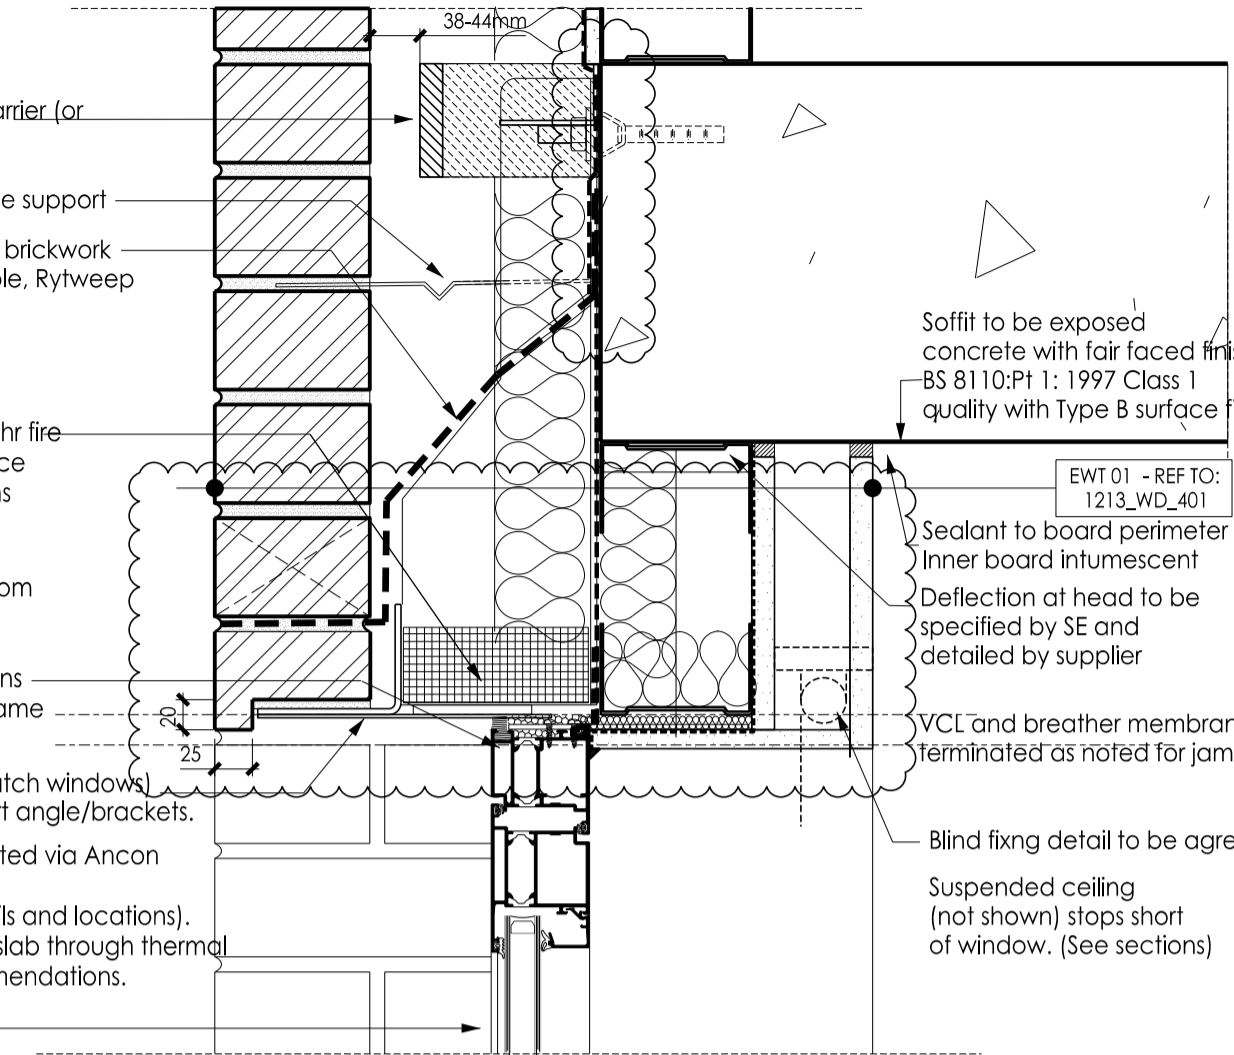 38-44mm
arrier (or
e support
brickwork
ole, Rytweep
hr fire
ce
ns
om
ns
ame
20
25
atch windows)
rt angle/brackets.
ted via Ancon
ls and locations).
slab through thermal
mendations.
Soffit to be exposed
concrete with fair faced finis
BS 8110:Pt 1: 1997 Class 1
quality with Type B surface f
EWT 01 - REF TO:
1213_WD_401
Sealant to board perimeter
Inner board intumescent
Deflection at head to be
specified by SE and
detailed by supplier
VCL and breather membran
terminated as noted for jam
Blind fixng detail to be agre
Suspended ceiling
(not shown) stops short
of window. (See sections)